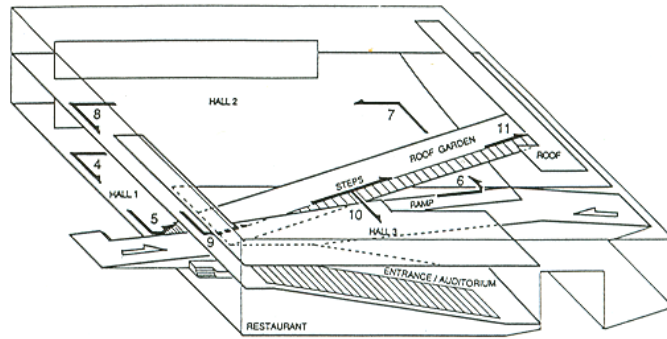 HALL 2
8
7
11
ROOF GARDEN
ROOF
4
STEPS
6
HALL 1
RAMP
5
10
HALL 3
9
ENTRANCE / AUDITORIUM
RESTAURANT